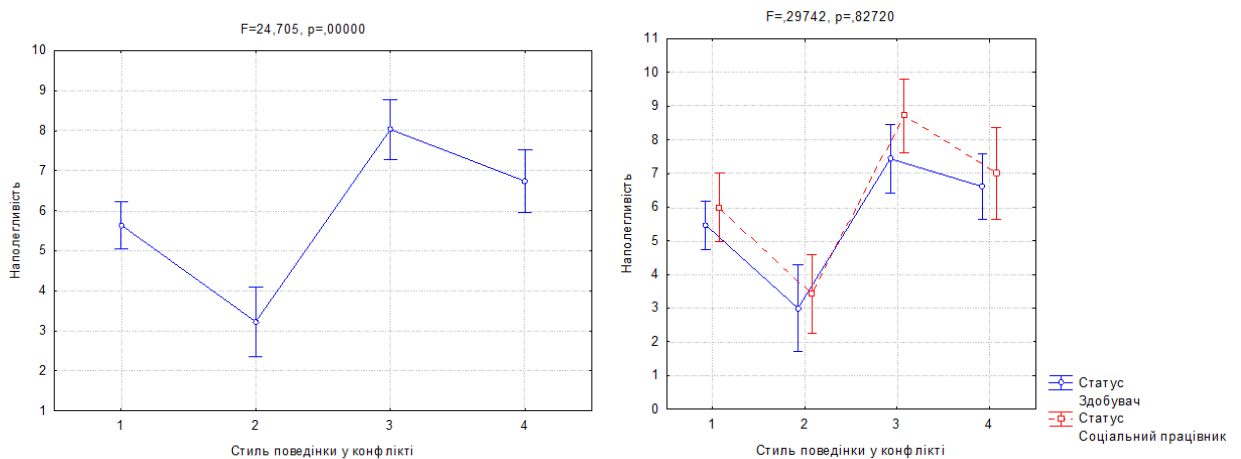 F=24,705, p=,00000
10
9
8
7
6
5
4
3
2
1
Наполегливість
1 2 3 4
Стиль поведінки у конфлікті
F=,29742, p=,82720
11
10
9
8
7
6
5
4
3
2
1
0
Наполегливість
1 2 3 4
Стиль поведінки у конфлікті
Статус
Здобувач
Статус
Соціальний працівник